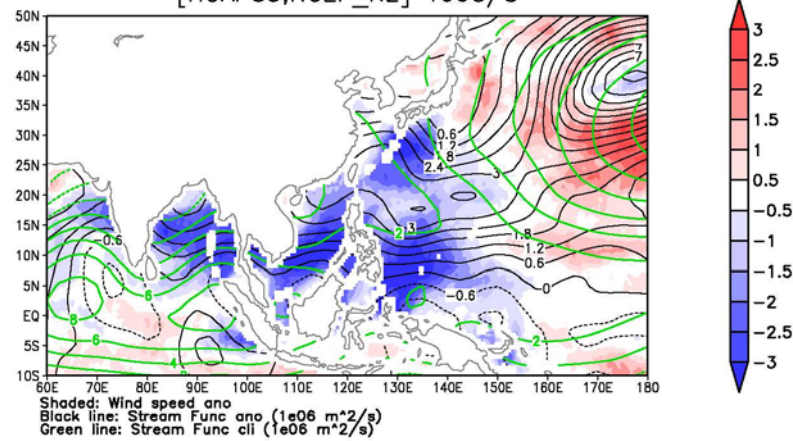 50N
45N
40N
35N
30N
25N
20N
15N
10N
5N
EQ
5S
10S
60E 70E 80E 90E 100E 110E 120E 130E 140E 150E 160E 170E 180
7
7
0.6
1.2
1.8
2.4
3
3
2
1.8
1.2
0.6
0
-0.6
-0.6
6
8
6
4
2
3
2.5
2
1.5
1
0.5
-0.5
-1
-1.5
-2
-2.5
-3
Shaded: Wind speed ano
Black line: Stream Func ano (1e06 m^2/s)
Green line: Stream Func cli (1e06 m^2/s)